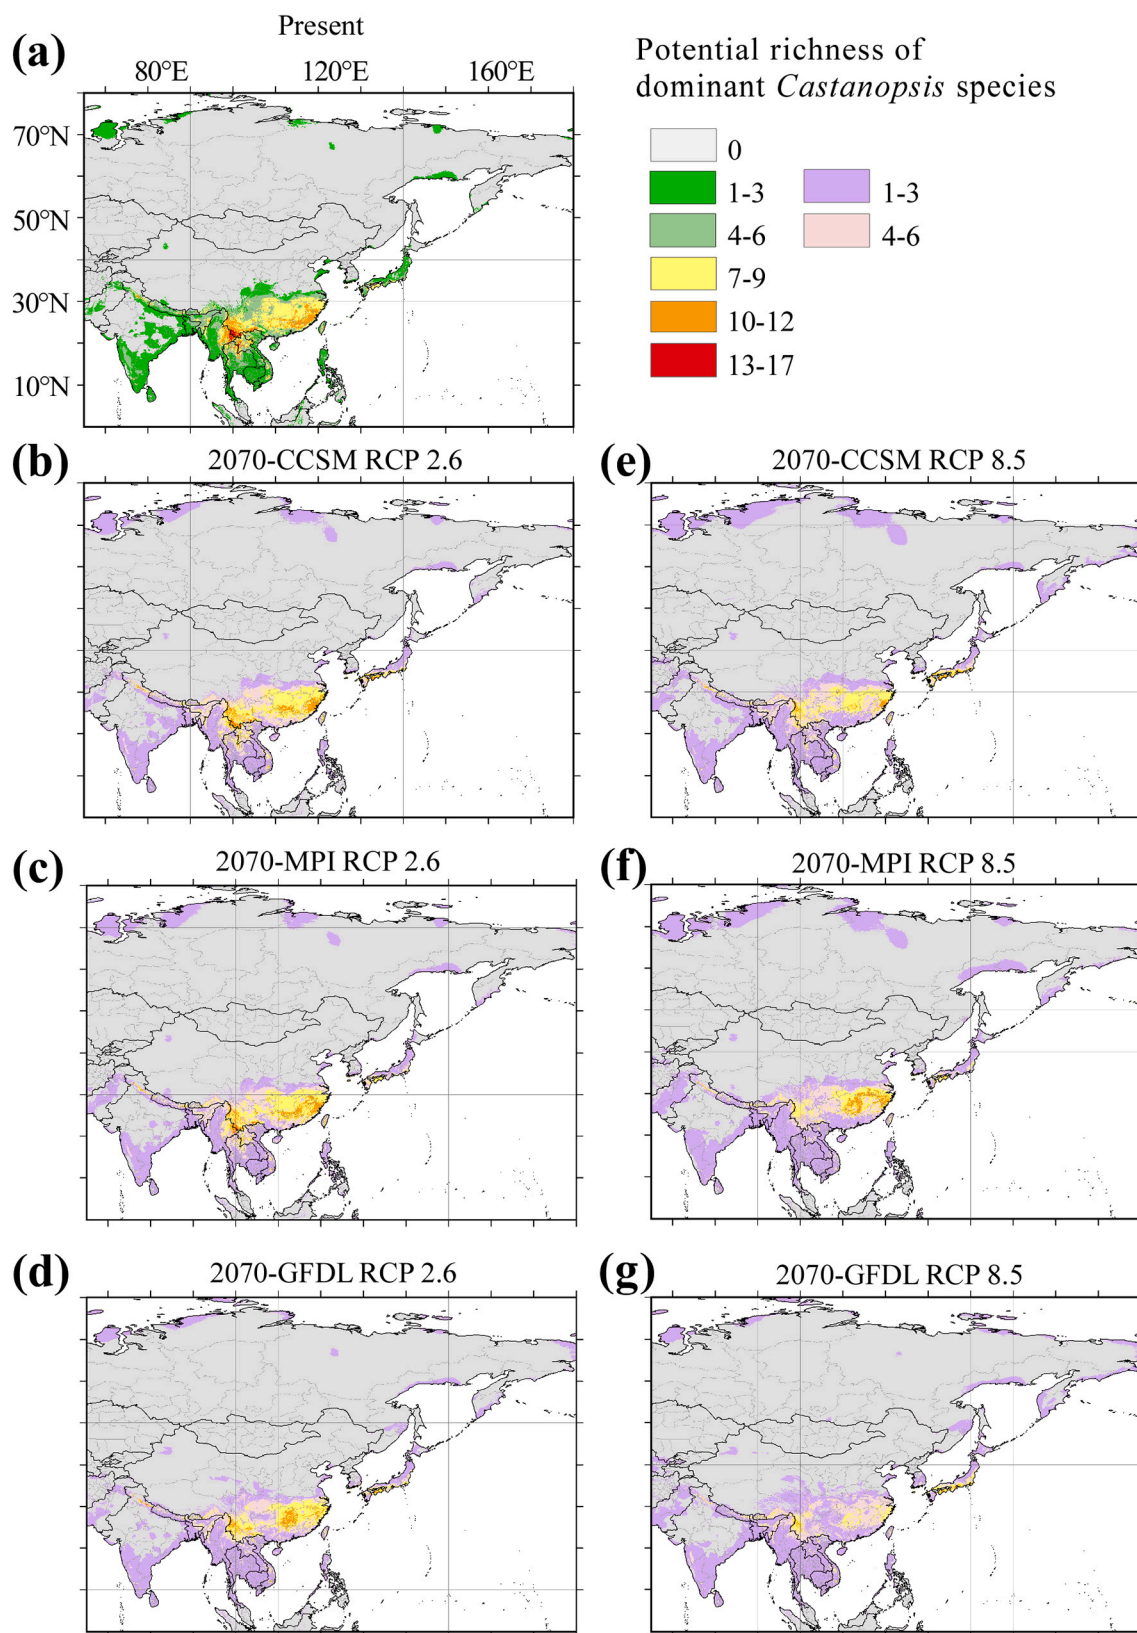 (a)
Present
80°E 120°E 160°E
70°N
50°N
30°N
10°N
Potential richness of
dominant Castanopsis species
0
1-3 1-3
4-6 4-6
7-9
10-12
13-17
(b) 2070-CCSM RCP 2.6
(e) 2070-CCSM RCP 8.5
(c) 2070-MPI RCP 2.6
(f) 2070-MPI RCP 8.5
(d) 2070-GFDL RCP 2.6
(g) 2070-GFDL RCP 8.5